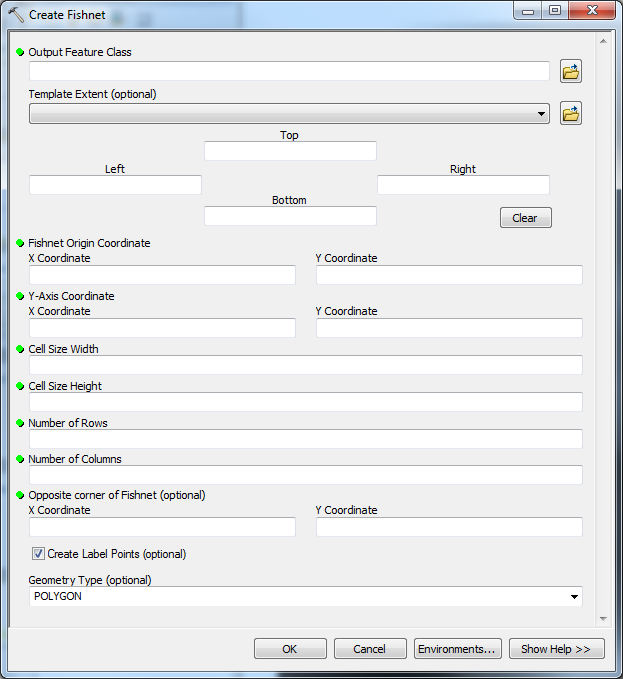 Create Fishnet
Output Feature Class
Template Extent (optional)
Top
Left Right
Bottom
Clear
Fishnet Origin Coordinate
X Coordinate Y Coordinate
Y-Axis Coordinate
X Coordinate Y Coordinate
Cell Size Width
Cell Size Height
Number of Rows
Number of Columns
Opposite corner of Fishnet (optional)
X Coordinate Y Coordinate
Create Label Points (optional)
Geometry Type (optional)
POLYGON
OK Cancel Environments... Show Help >>